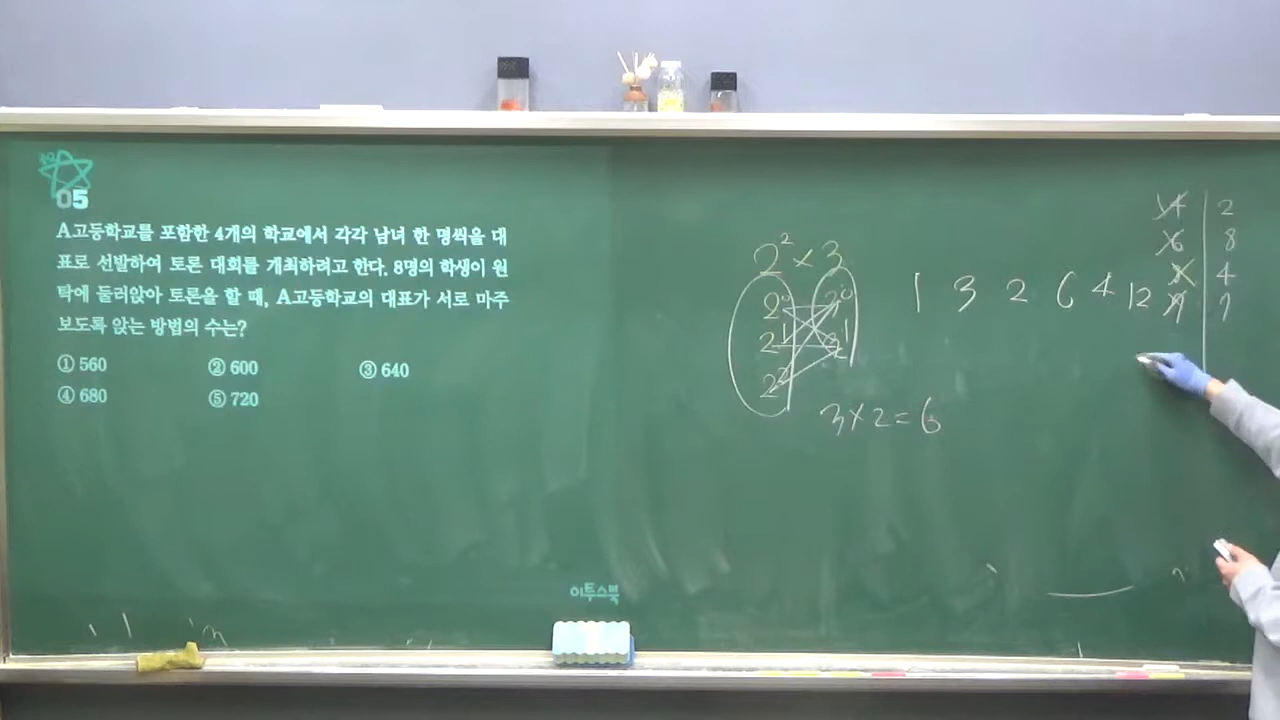 05
A고등학교를 포함한 4개의 학교에서 각각 남녀 한 명씩을 대
표로 선발하여 토론 대회를 개최하려고 한다. 8명의 학생이 원
탁에 둘러앉아 토론을 할 때, A고등학교의 대표가 서로 마주
보도록 앉는 방법의 수는?
① 560 ② 600 ③ 640
④ 680 ⑤ 720
이투스북
2² × 3
2⁰
2¹
2²
3 × 2 = 6
1 3 2 6 4 12
2
8
4